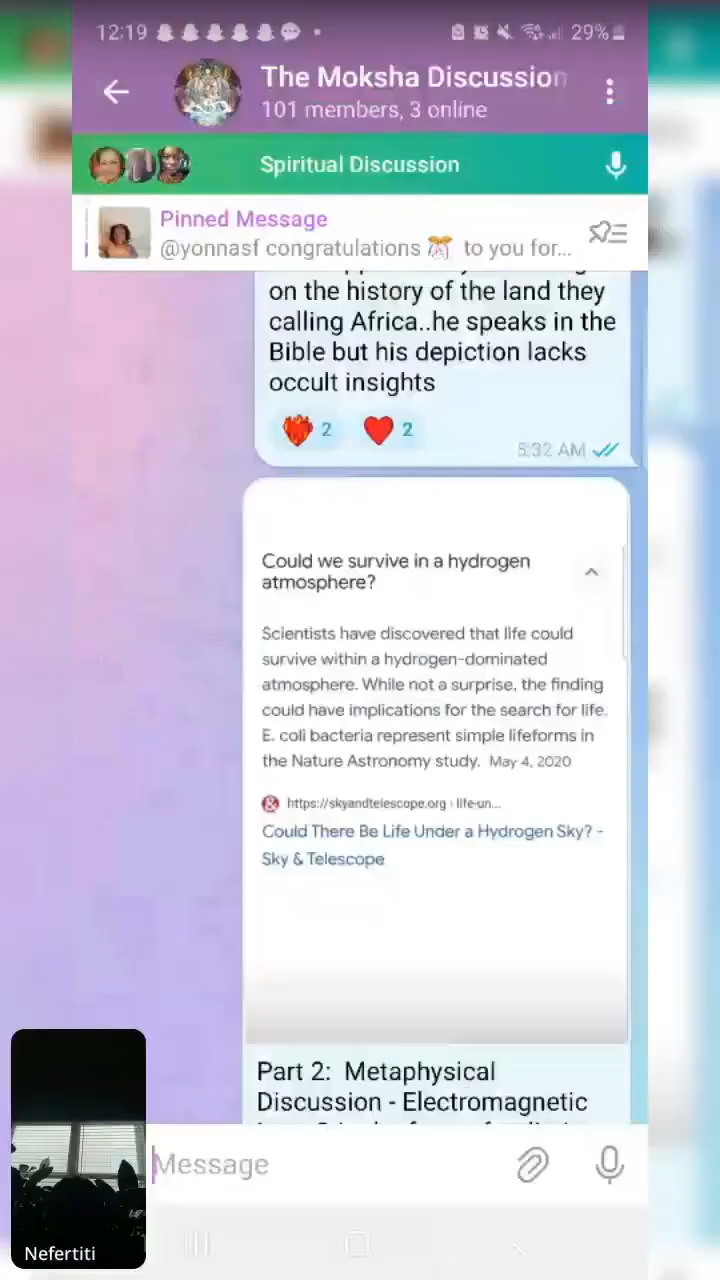 12:19
29%
The Moksha Discussion
101 members, 3 online
Spiritual Discussion
Pinned Message
@yonnasf congratulations 🎊 to you for...
on the history of the land they
calling Africa..he speaks in the
Bible but his depiction lacks
occult insights
2 2
5:32 AM
Could we survive in a hydrogen
atmosphere?
Scientists have discovered that life could
survive within a hydrogen-dominated
atmosphere. While not a surprise, the finding
could have implications for the search for life.
E. coli bacteria represent simple lifeforms in
the Nature Astronomy study. May 4, 2020
https://skyandtelescope.org › life-un...
Could There Be Life Under a Hydrogen Sky? -
Sky & Telescope
Part 2: Metaphysical
Discussion - Electromagnetic
Message
Nefertiti